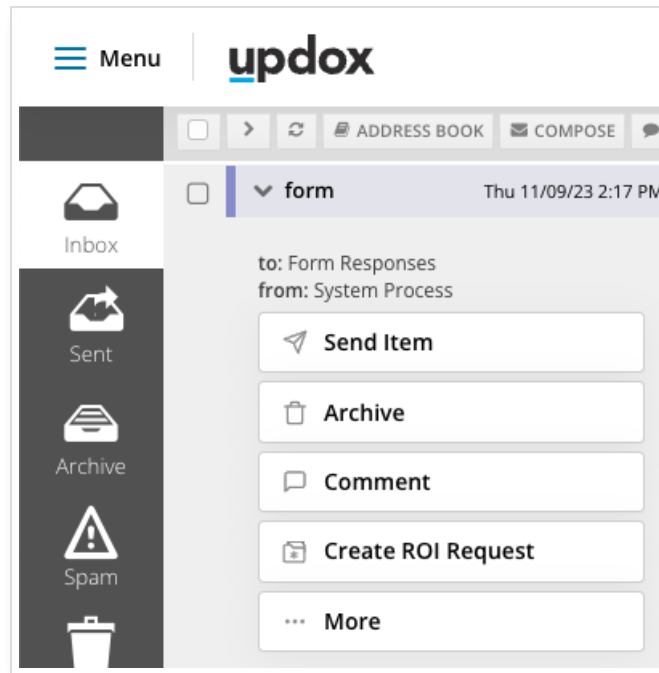 Menu
updox
ADDRESS BOOK COMPOSE
form Thu 11/09/23 2:17 PM
Inbox
to: Form Responses
from: System Process
Send Item
Sent
Archive
Comment
Archive
Create ROI Request
Spam
More